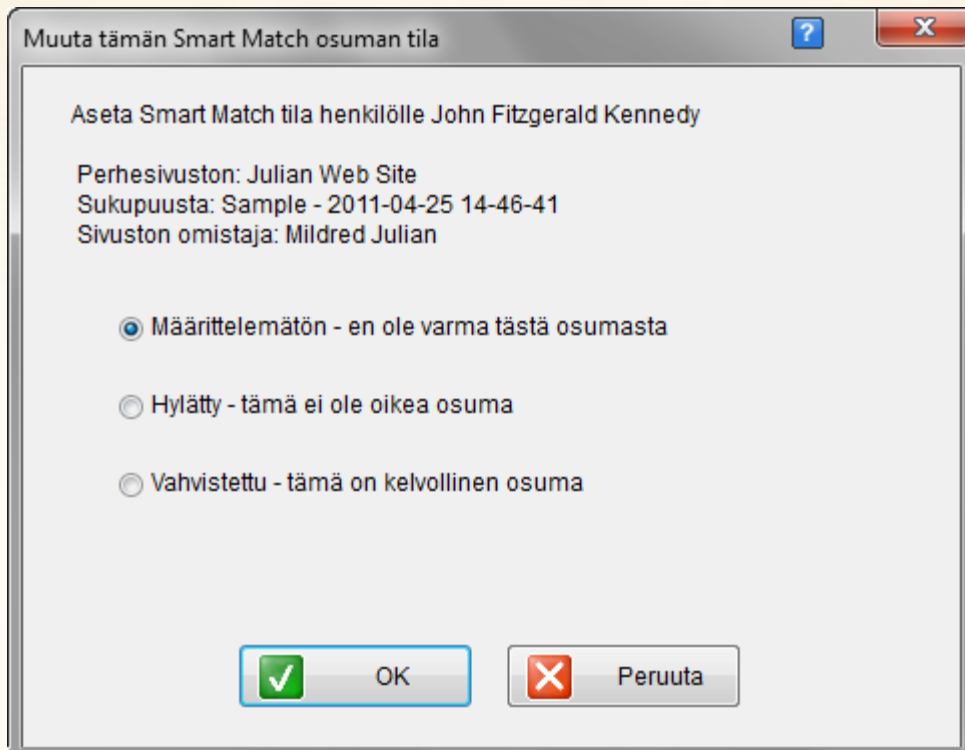 Muuta tämän Smart Match osuman tila
?
Aseta Smart Match tila henkilölle John Fitzgerald Kennedy
Perhesivuston: Julian Web Site
Sukupuusta: Sample - 2011-04-25 14-46-41
Sivuston omistaja: Mildred Julian
Määrittelemätön - en ole varma tästä osumasta
Hylätty - tämä ei ole oikea osuma
Vahvistettu - tämä on kelvollinen osuma
OK Peruuta